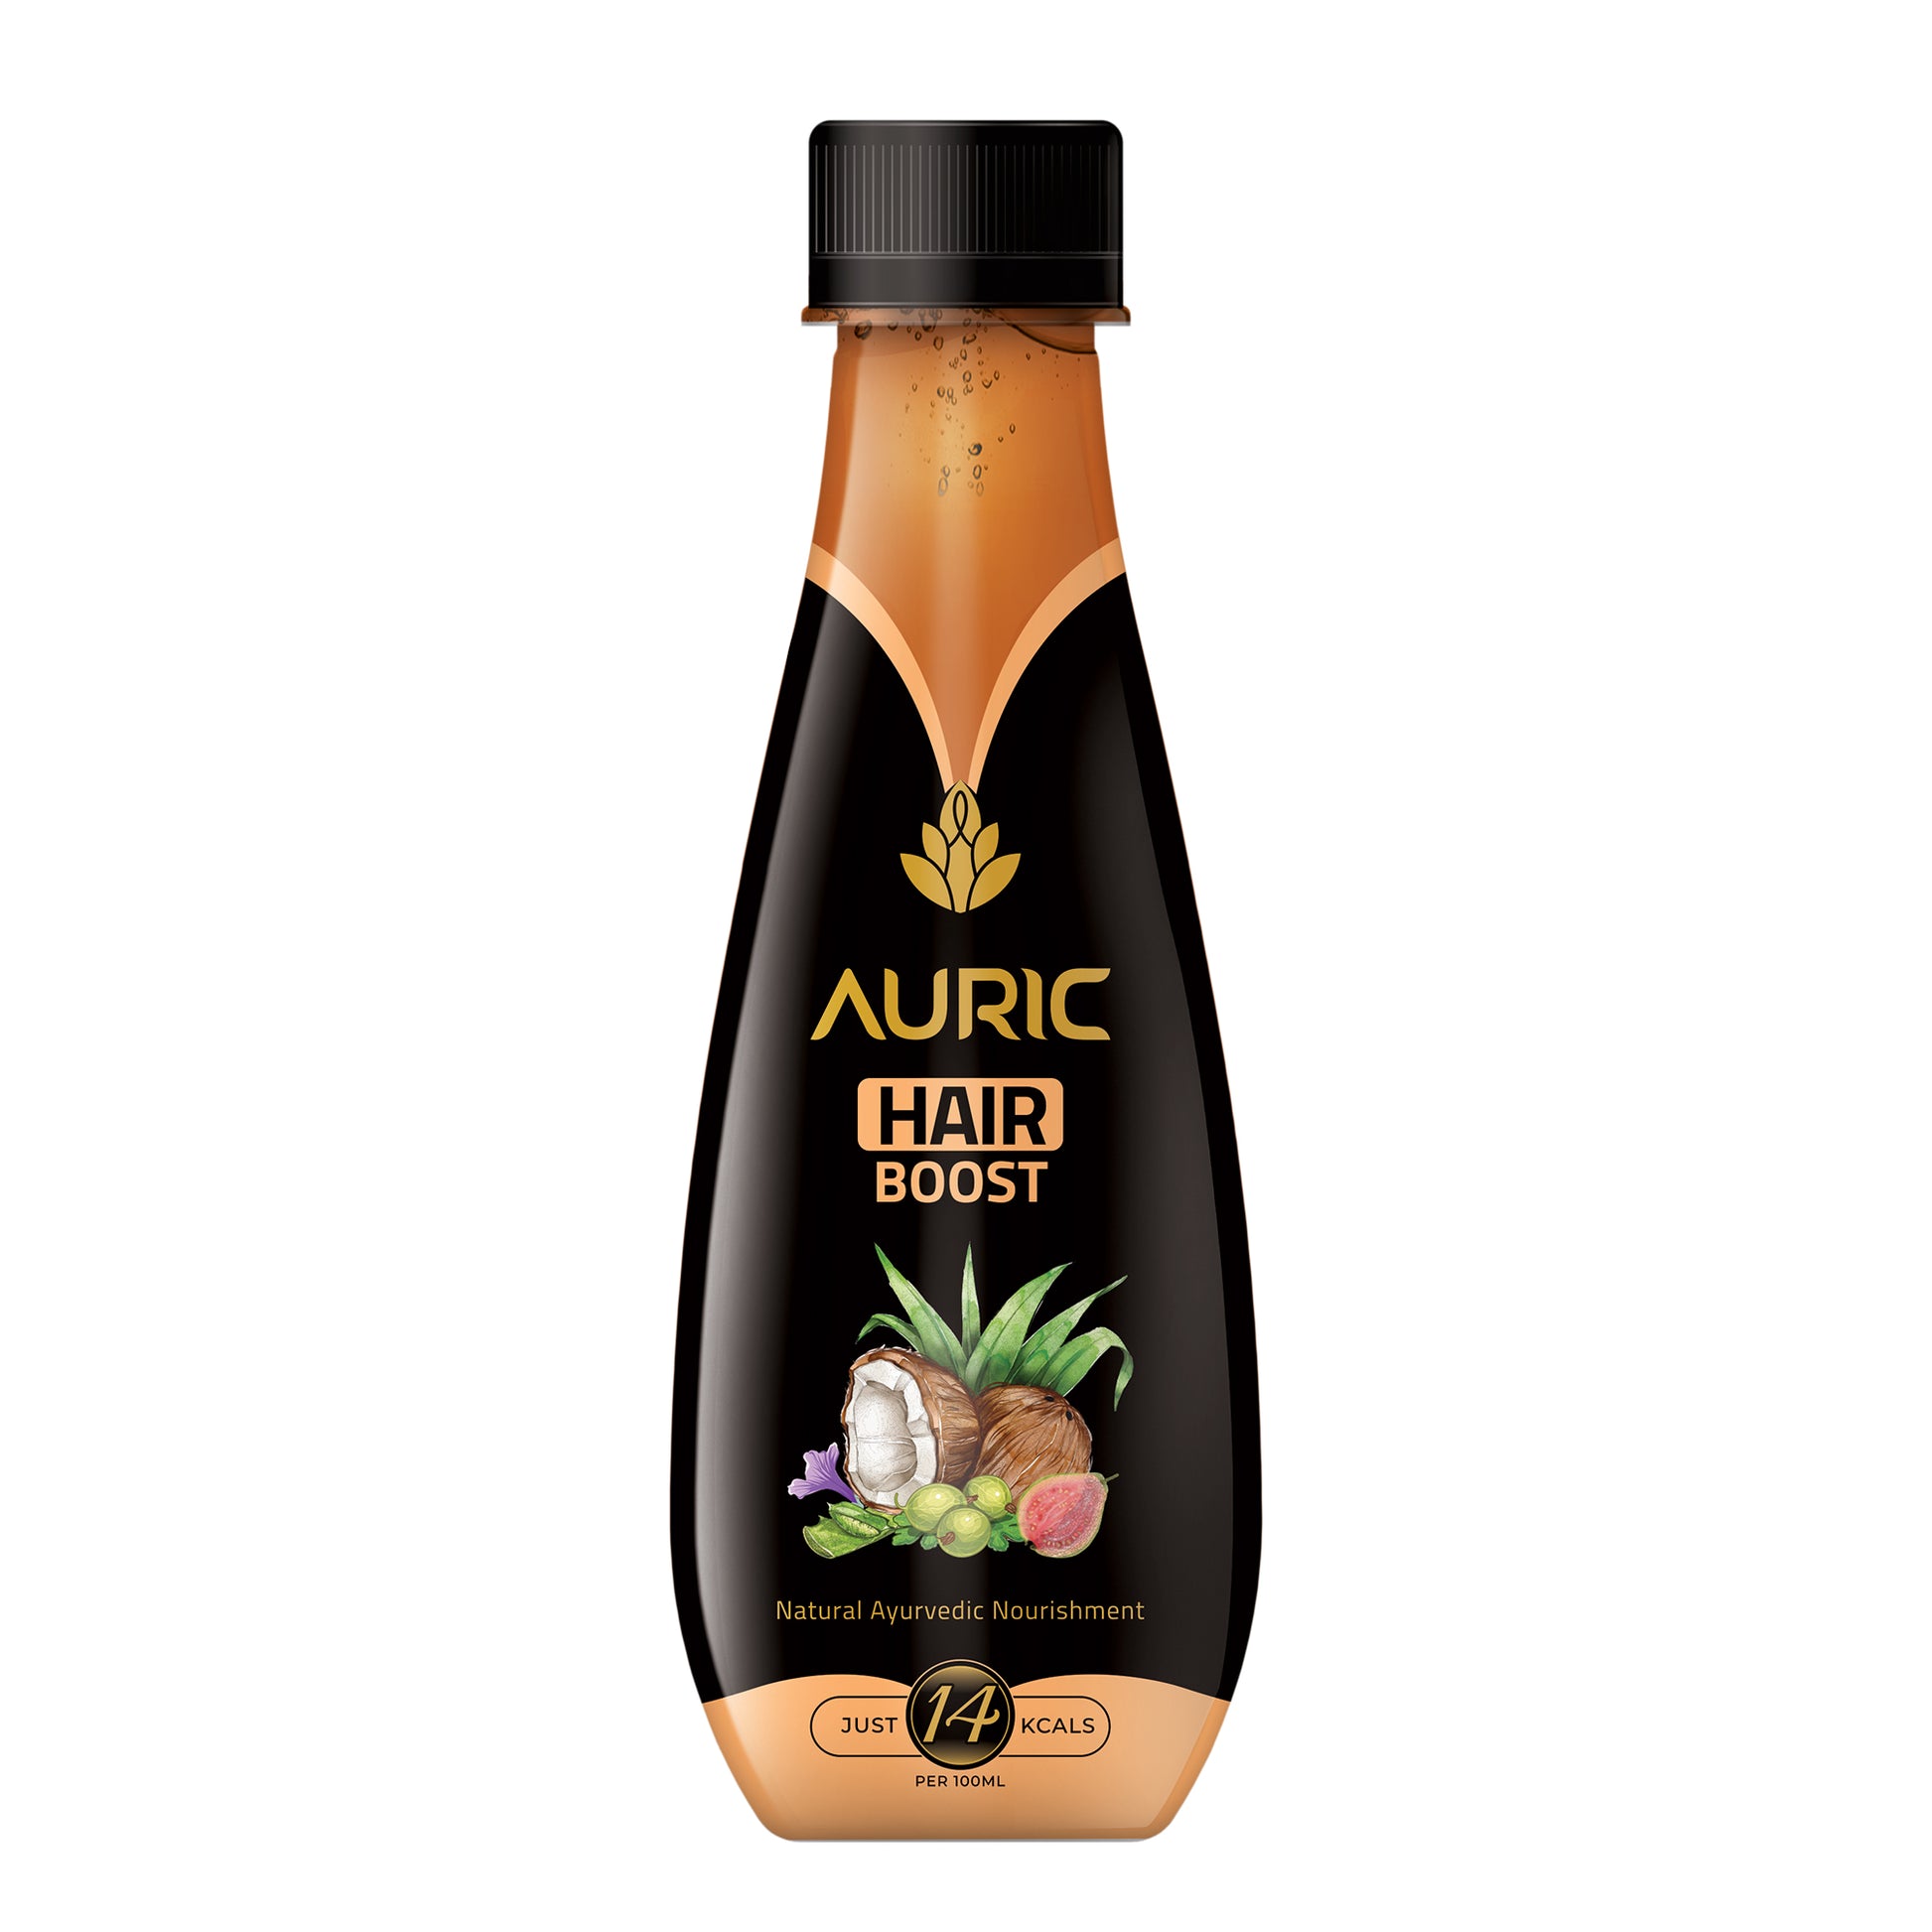 AURIC
HAIR
BOOST
Natural Ayurvedic Nourishment
JUST 14 KCALS
PER 100ML